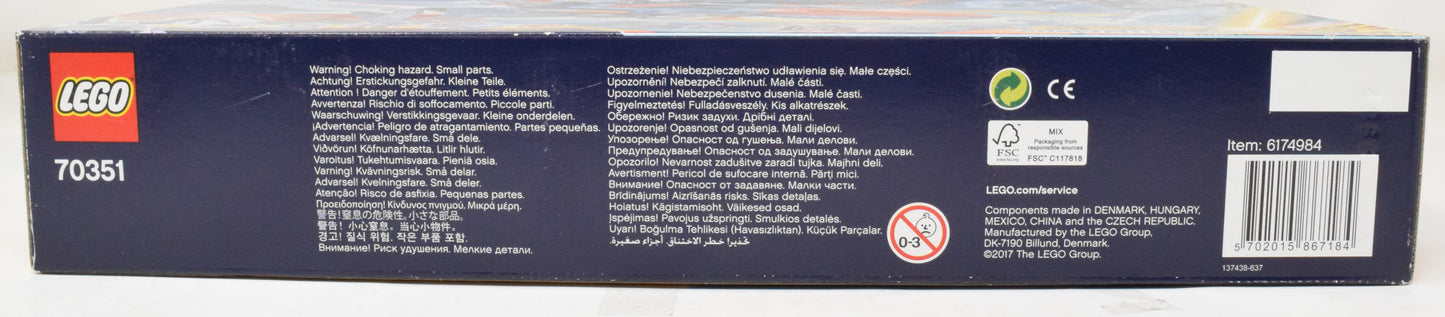 LEGO
70351
Warning! Choking hazard. Small parts.
Achtung! Erstickungsgefahr. Kleine Teile.
Attention ! Danger d'étouffement. Petits éléments.
Avvertenza! Rischio di soffocamento. Piccole parti.
Waarschuwing! Verstikkingsgevaar. Kleine onderdelen.
¡Advertencia! Peligro de atragantamiento. Partes pequeñas.
Advarsel! Kvælningsfare. Små dele.
Viðvörun! Köfnunarhætta. Litlir hlutir.
Varoitus! Tukehtumisvaara. Pieniä osia.
Varning! Kvävningsrisk. Små delar.
Advarsel! Kvelningsfare. Små deler.
Atenção! Risco de asfixia. Pequenas partes.
Προειδοποίηση! Κίνδυνος πνιγμού. Μικρά μέρη.
警告! 窒息の危険性。小さな部品。
警告! 小心窒息。当心小物件。
경고! 질식 위험. 작은 부품 포함.
Внимание! Риск удушения. Мелкие детали.
Ostrzeżenie! Niebezpieczeństwo udławienia się. Małe części.
Upozornění! Nebezpečí zalknutí. Malé části.
Upozornenie! Nebezpečenstvo dusenia. Malé časti.
Figyelmeztetés! Fulladásveszély. Kis alkatrészek.
Обережно! Ризик задухи. Дрібні деталі.
Upozorenje! Opasnost od gušenja. Mali dijelovi.
Упозорење! Опасност од гушења. Мали делови.
Предупредување! Опасност од задушување. Мали делови.
Opozorilo! Nevarnost zadušitve zaradi tujka. Majhni deli.
Avertisment! Pericol de sufocare internă. Părţi mici.
Внимание! Опасност от задавяне. Малки части.
Brīdinājums! Aizrīšanās risks. Sīkas detaļas.
Hoiatus! Kägistamisoht. Väikesed osad.
Įspėjimas! Pavojus užspringti. Smulkios detalės.
Uyarı! Boğulma Tehlikesi (Havasızlıktan). Küçük Parçalar.
تحذير! خطر الاختناق. أجزاء صغيرة.
0-3
CE
FSC
www.fsc.org
MIX
Packaging from
responsible sources
FSC™ C117818
LEGO.com/service
Components made in DENMARK, HUNGARY,
MEXICO, CHINA and the CZECH REPUBLIC.
Manufactured by the LEGO Group,
DK-7190 Billund, Denmark.
©2017 The LEGO Group.
Item: 6174984
5 702015 867184
137438-637